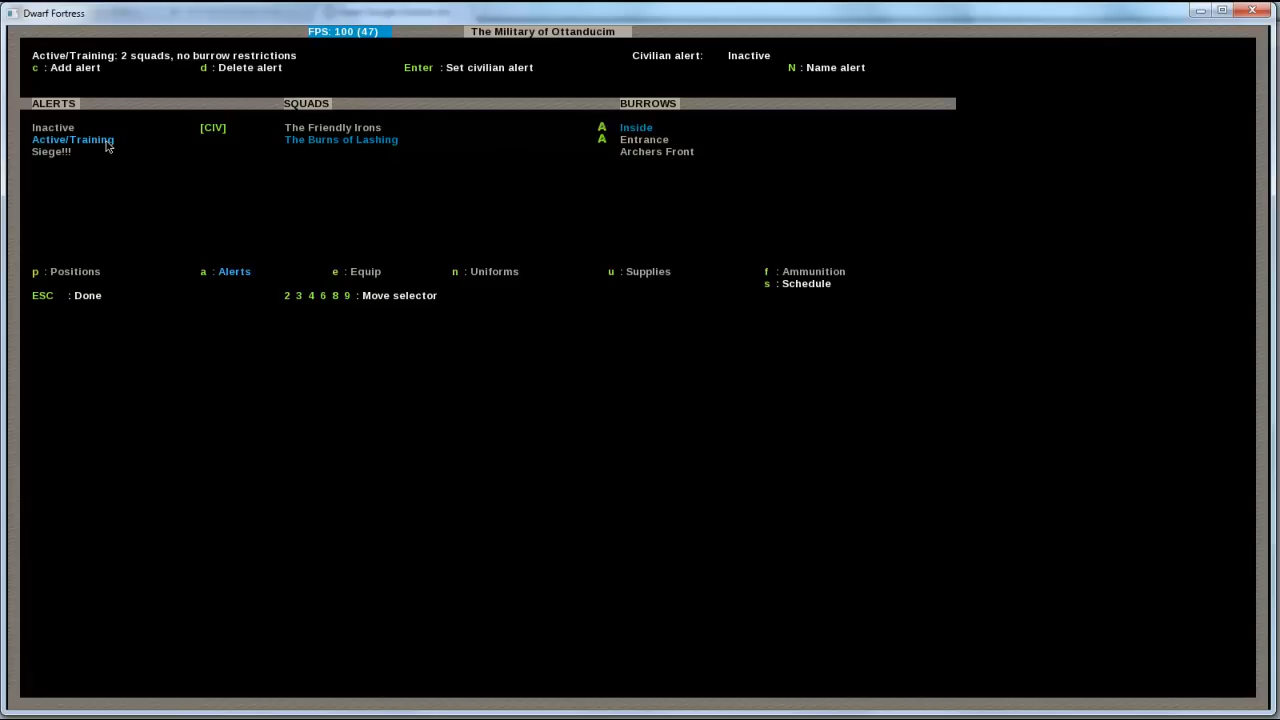 Dwarf Fortress
FPS: 100 (47) The Military of Ottanducim
Active/Training: 2 squads, no burrow restrictions Civilian alert: Inactive
c : Add alert d : Delete alert Enter : Set civilian alert N : Name alert
ALERTS SQUADS BURROWS
Inactive [CIV] The Friendly Irons A Inside
Active/Training The Burns of Lashing A Entrance
Siege!!! Archers Front
p : Positions a : Alerts e : Equip n : Uniforms u : Supplies f : Ammunition
s : Schedule
ESC : Done 2 3 4 6 8 9 : Move selector